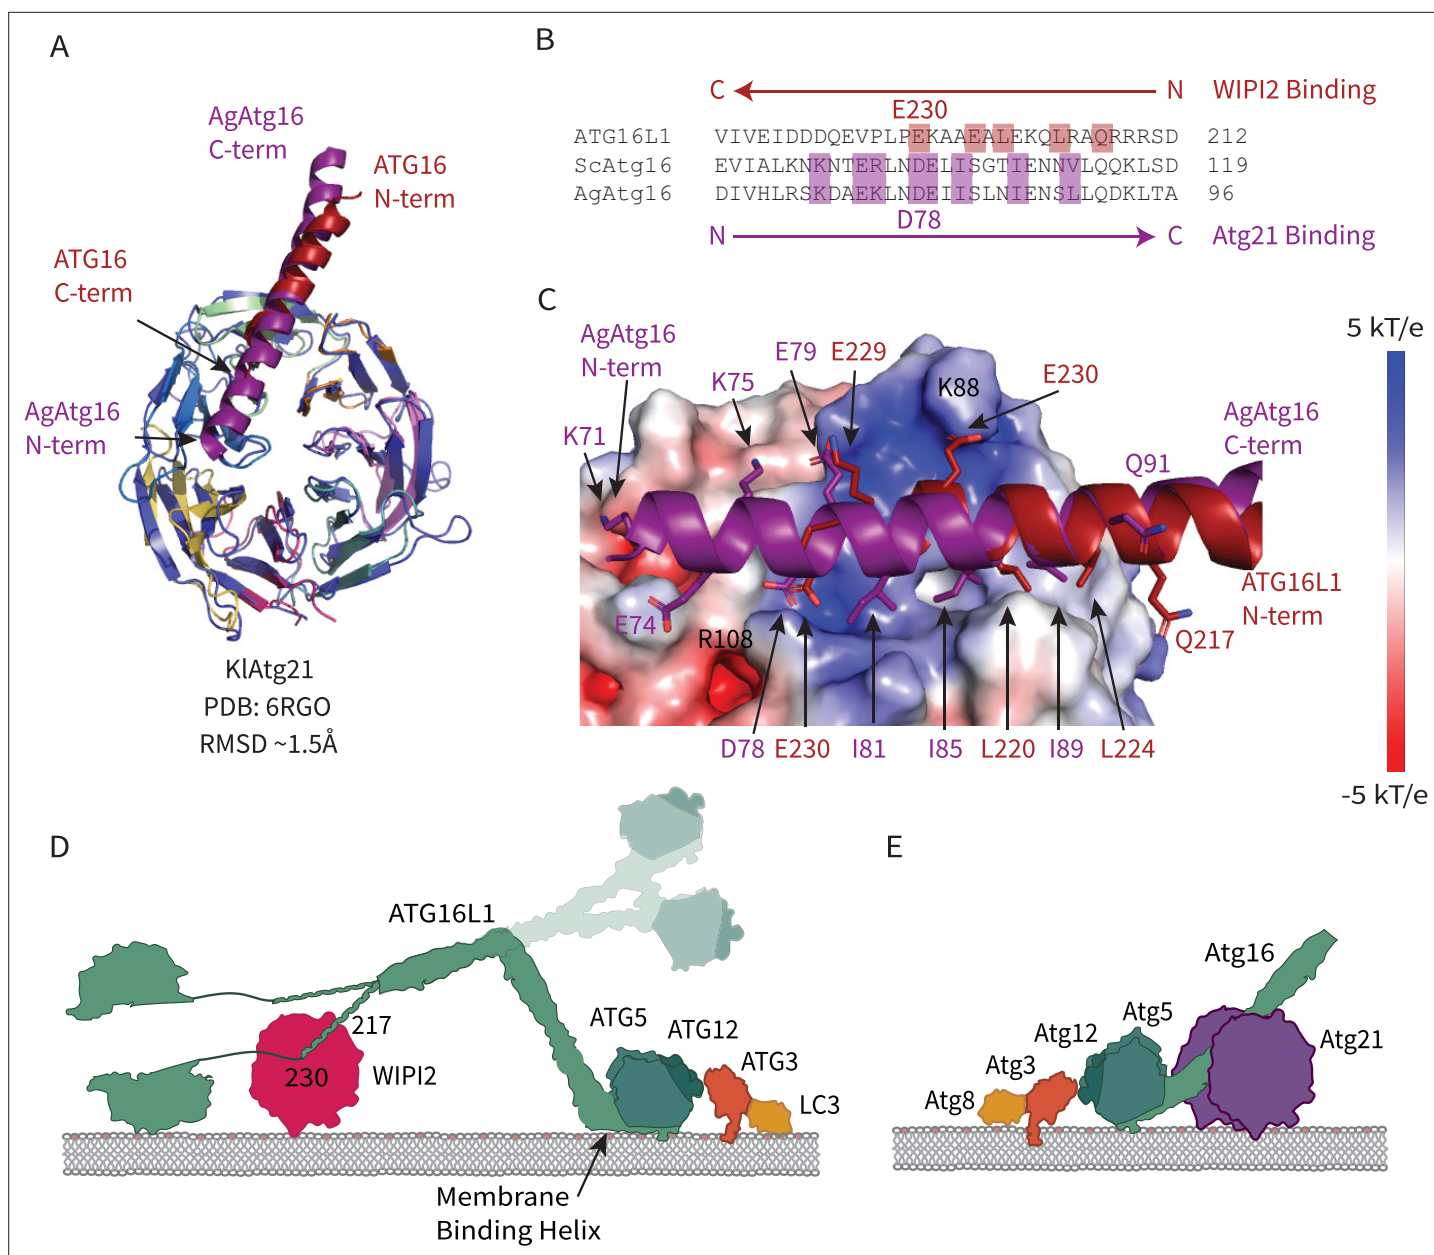 A
AgAtg16
C-term
ATG16
N-term
ATG16
C-term
AgAtg16
N-term
KlAtg21
PDB: 6RGO
RMSD ~1.5Å
B
C N WIPI2 Binding
E230
ATG16L1 VIVEIDDDQEVPLPEKAAEALEKQLRAQRRRSD 212
ScAtg16 EVIALKNKNTERLNDELISGTIENNVLQQKLSD 119
AgAtg16 DIVHLRSKDAEKLNDEIISLNIENSLLQDKLTA 96
D78
N C Atg21 Binding
C
5 kT/e
-5 kT/e
AgAtg16
N-term
K71
K75
E79
E229
K88
E230
AgAtg16
C-term
Q91
ATG16L1
N-term
Q217
E74
R108
D78 E230 I81 I85 L220 I89 L224
D
ATG16L1
217
230
WIPI2
ATG5
ATG12
ATG3
LC3
Membrane
Binding Helix
E
Atg16
Atg5
Atg12
Atg3
Atg8
Atg21